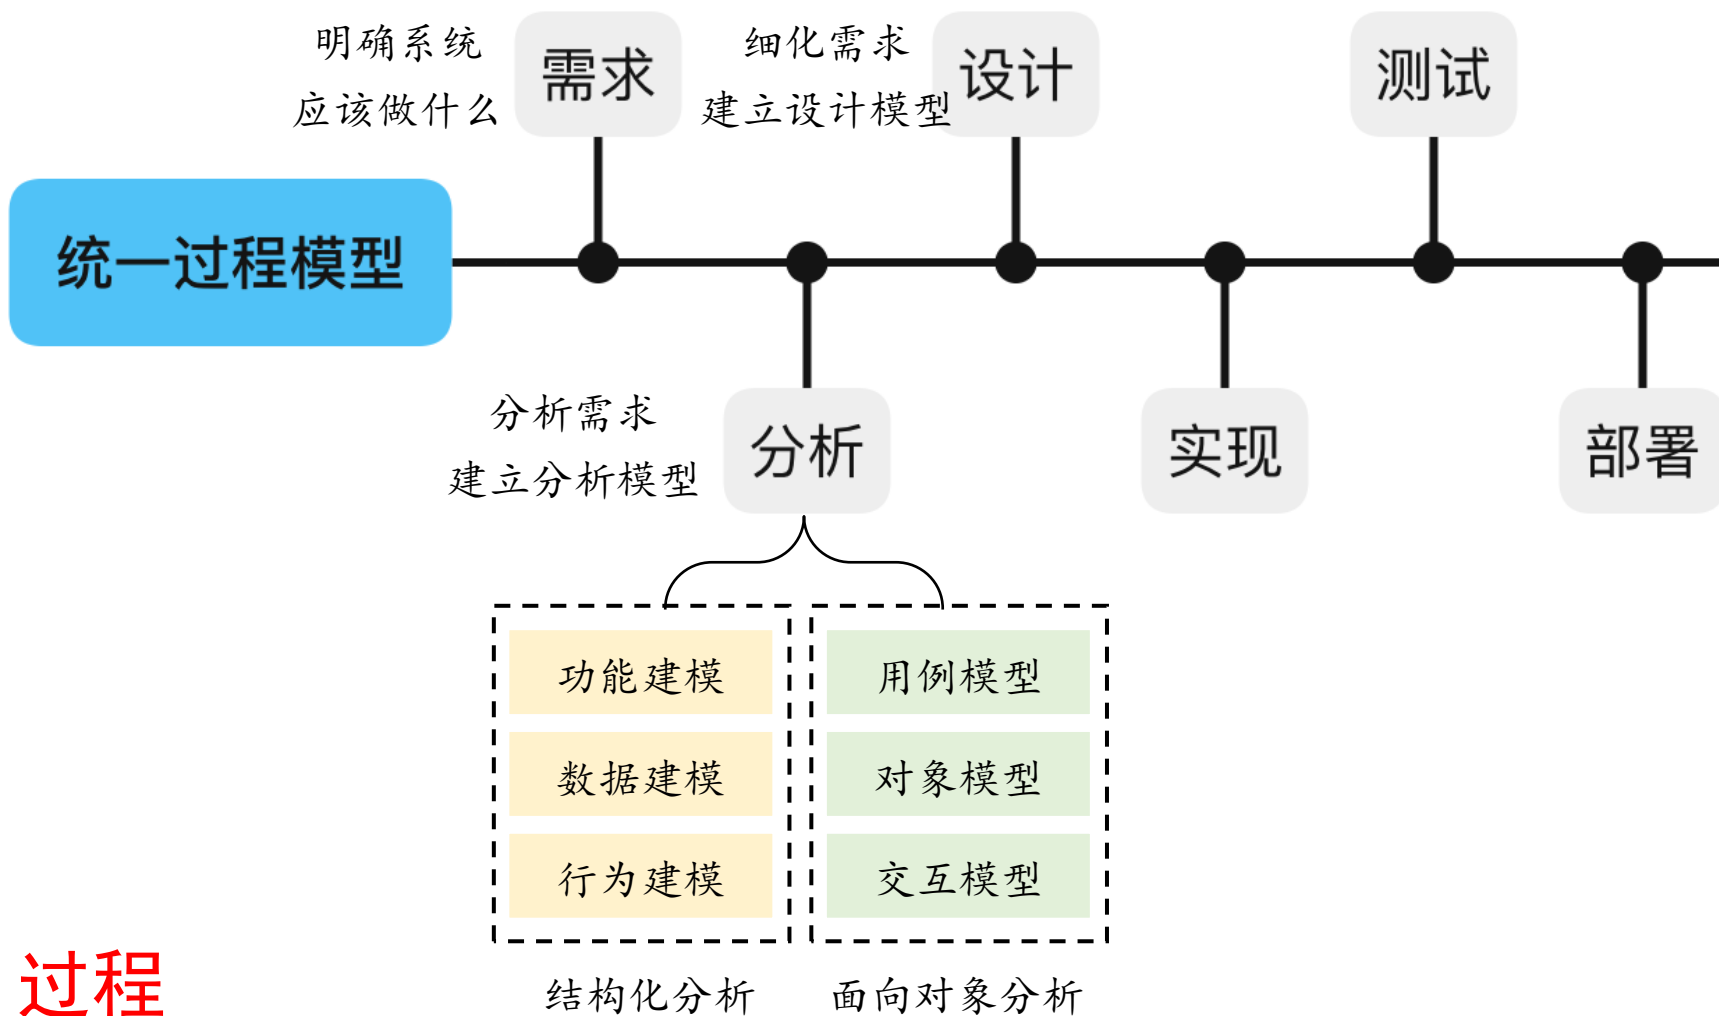 明确系统
应该做什么
需求
细化需求
建立设计模型
设计
测试
统一过程模型
分析需求
建立分析模型
分析
实现
部署
功能建模
数据建模
行为建模
用例模型
对象模型
交互模型
结构化分析
面向对象分析
过程